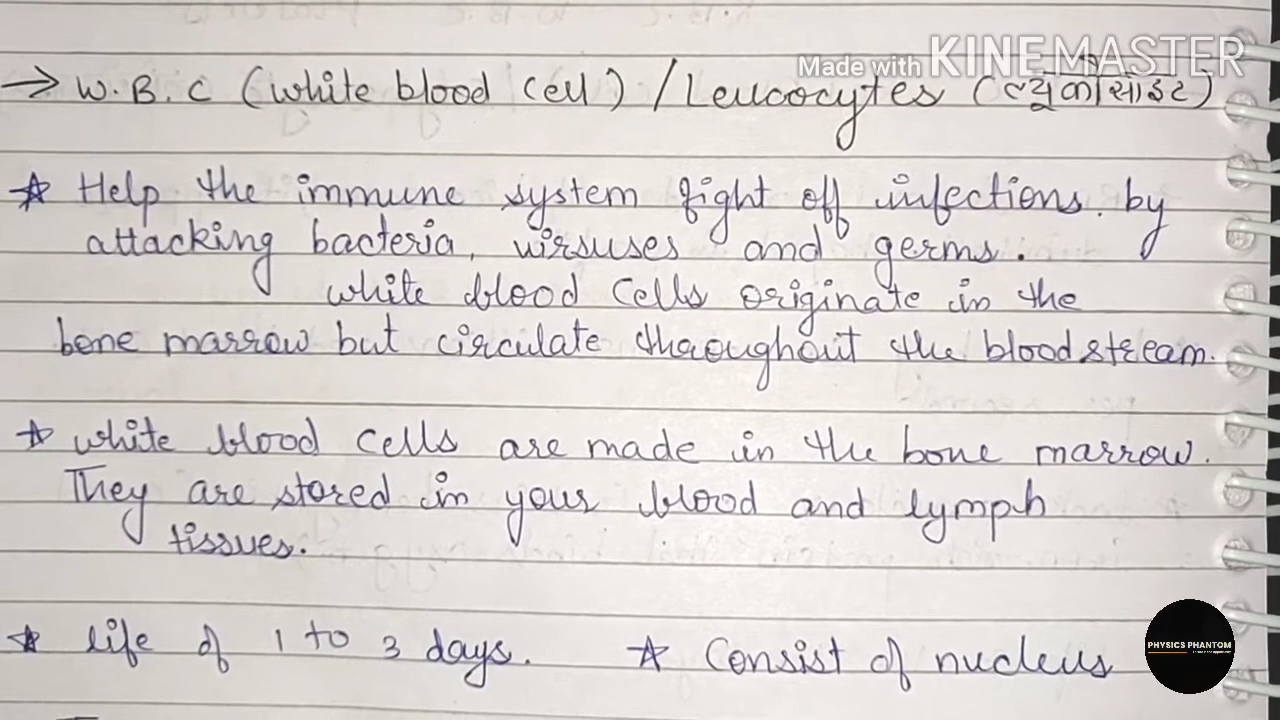 Made with KINEMASTER
→ W.B.C (white blood cell) / Leucocytes (ल्यूकोसाइट)
☆ Help the immune system fight off infections. by
attacking bacteria, virsuses and germs.
white blood cells originate in the
bone marrow but circulate throughout the bloodstream.
☆ white blood cells are made in the bone marrow.
They are stored in your blood and lymph
tissues.
☆ life of 1 to 3 days. ☆ Consist of nucleus
PHYSICS PHANTOM